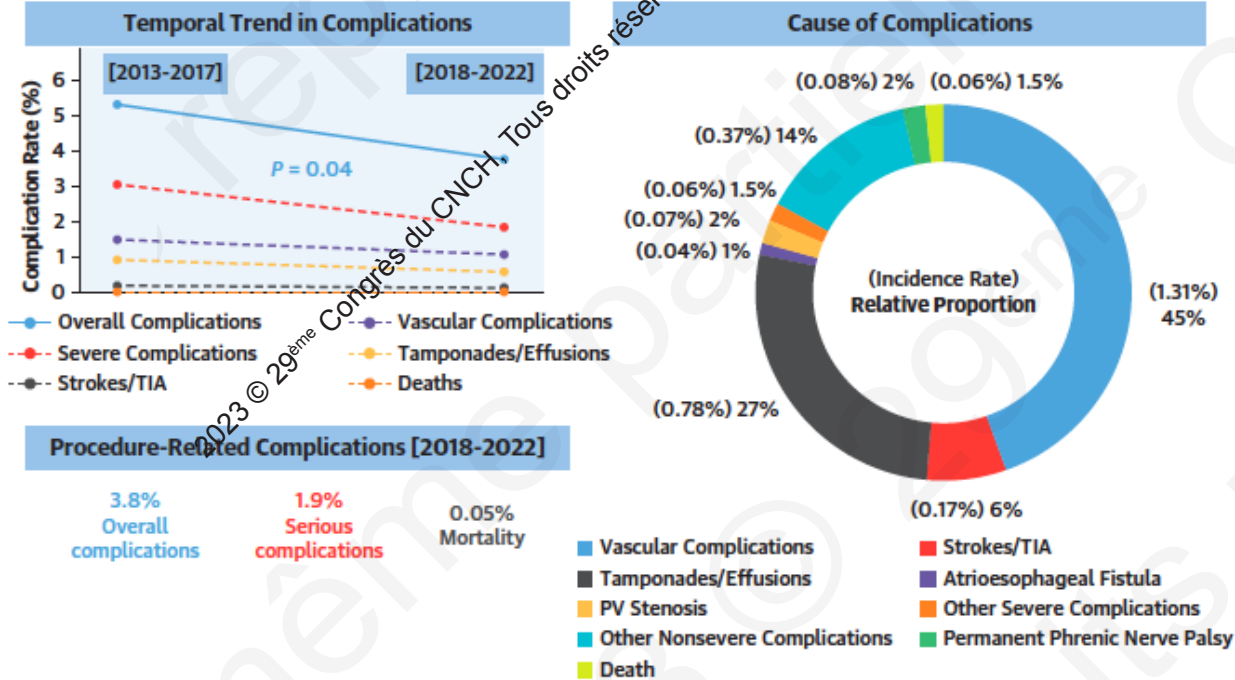 Temporal Trend in Complications
[2013-2017]
[2018-2022]
Complication Rate (%)
6
5
4
3
2
1
0
P = 0.04
Overall Complications
Vascular Complications
Severe Complications
Tamponades/Effusions
Strokes/TIA
Deaths
Procedure-Related Complications [2018-2022]
3.8%
Overall
complications
1.9%
Serious
complications
0.05%
Mortality
Cause of Complications
(0.08%) 2%
(0.06%) 1.5%
(0.37%) 14%
(0.06%) 1.5%
(0.07%) 2%
(0.04%) 1%
(Incidence Rate)
Relative Proportion
(1.31%)
45%
(0.78%) 27%
(0.17%) 6%
Vascular Complications
Strokes/TIA
Tamponades/Effusions
Atrioesophageal Fistula
PV Stenosis
Other Severe Complications
Other Nonsevere Complications
Permanent Phrenic Nerve Palsy
Death
2023 © 29ème Congrès du CNCH. Tous droits